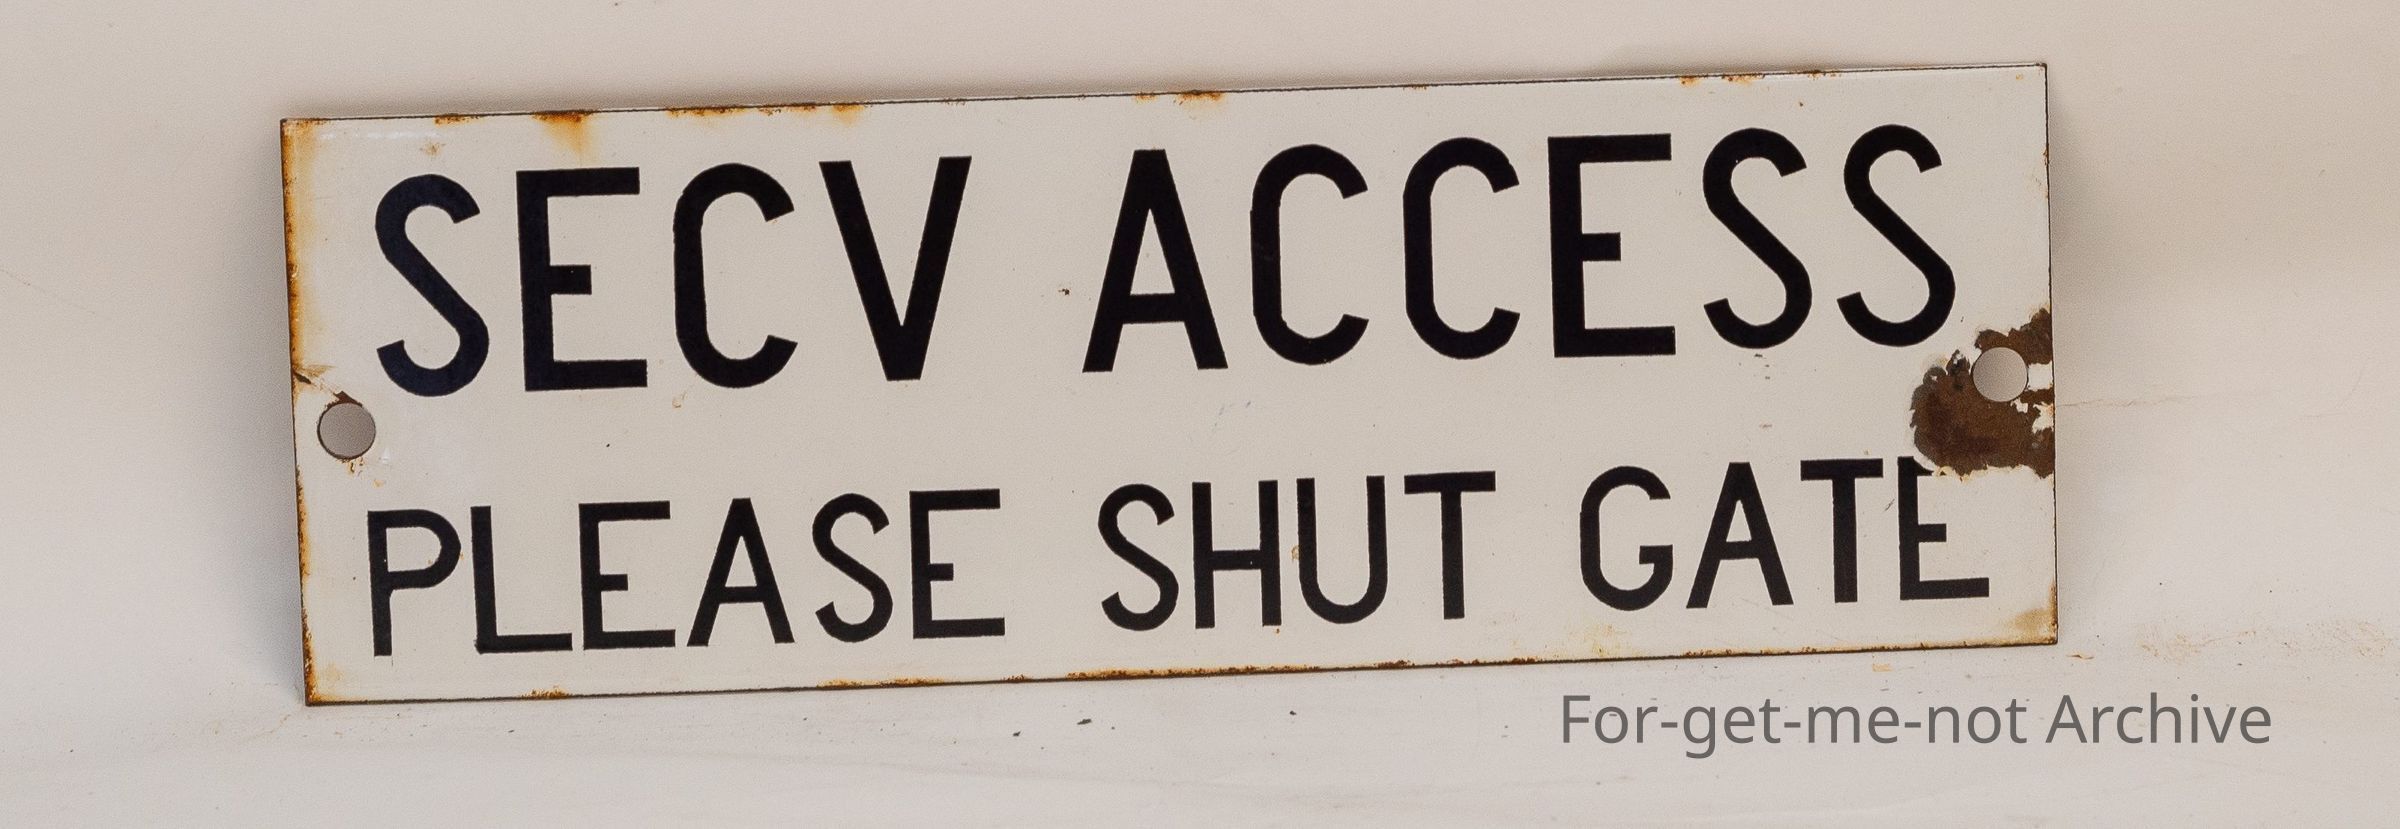 SECV ACCESS
PLEASE SHUT GATE
For-get-me-not Archive